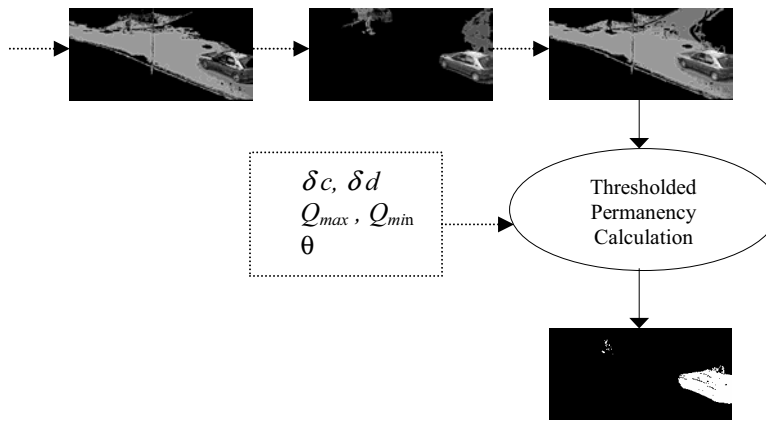 δc, δd
Qmax , Qmin
θ
Thresholded
Permanency
Calculation